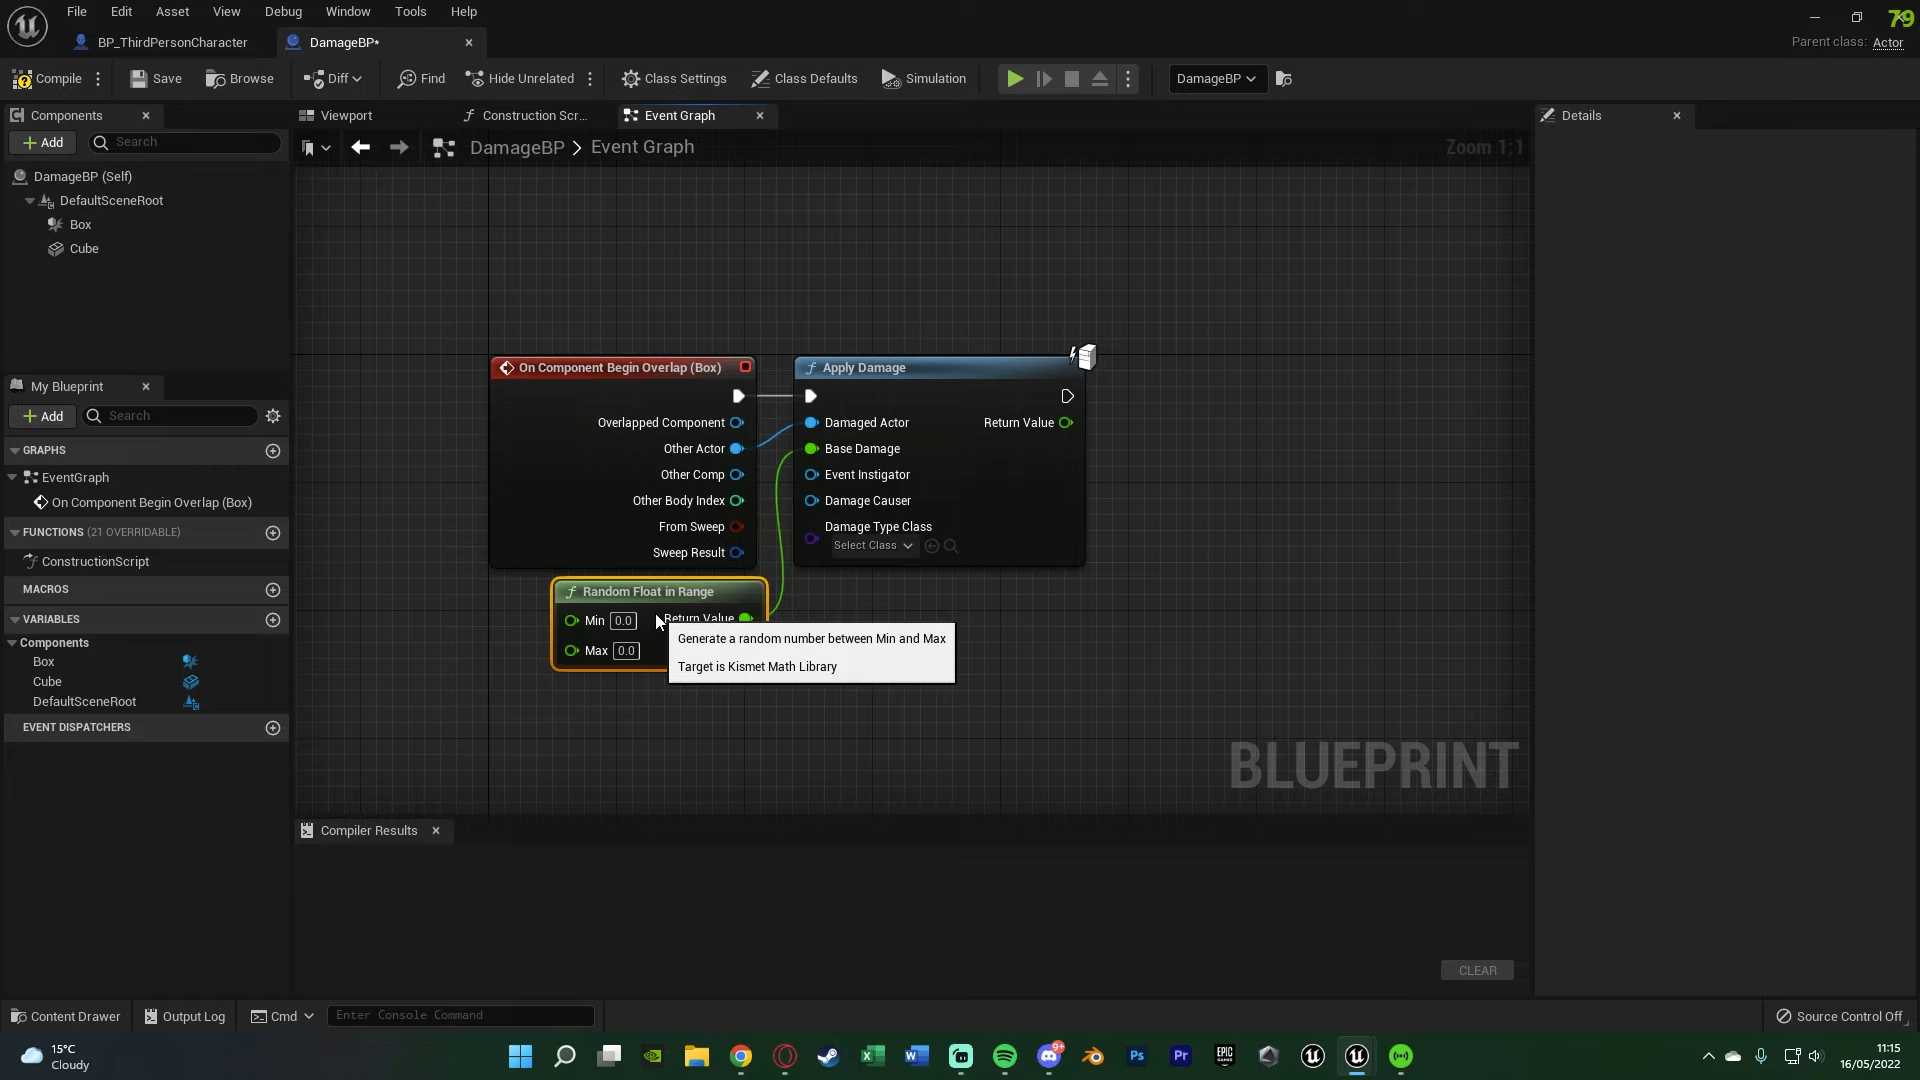 File Edit Asset View Debug Window Tools Help
79
BP_ThirdPersonCharacter
DamageBP*
Parent class: Actor
Compile
Save
Browse
Diff
Find
Hide Unrelated
Class Settings
Class Defaults
Simulation
DamageBP
Components
Viewport
Construction Scr...
Event Graph
Details
Add
Search
DamageBP > Event Graph
Zoom 1:1
DamageBP (Self)
DefaultSceneRoot
Box
Cube
My Blueprint
Add
Search
GRAPHS
EventGraph
On Component Begin Overlap (Box)
FUNCTIONS (21 OVERRIDABLE)
ConstructionScript
MACROS
VARIABLES
Components
Box
Cube
DefaultSceneRoot
EVENT DISPATCHERS
On Component Begin Overlap (Box)
Overlapped Component
Other Actor
Other Comp
Other Body Index
From Sweep
Sweep Result
Apply Damage
Damaged Actor
Return Value
Base Damage
Event Instigator
Damage Causer
Damage Type Class
Select Class
Random Float in Range
Min 0.0
Return Value
Max 0.0
Generate a random number between Min and Max
Target is Kismet Math Library
BLUEPRINT
Compiler Results
CLEAR
Content Drawer
Output Log
Cmd
Enter Console Command
Source Control Off
15°C
Cloudy
X
W
9+
Ps
Pr
EPIC
GAMES
11:15
16/05/2022